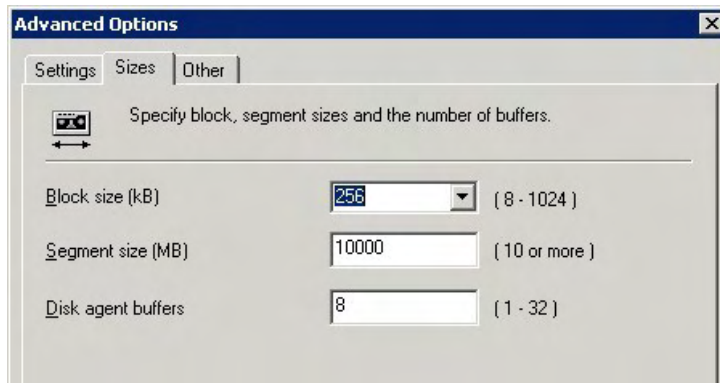 Advanced Options
Settings Sizes Other
Specify block, segment sizes and the number of buffers.
Block size (kB) 256 ( 8 - 1024 )
Segment size (MB) 10000 ( 10 or more )
Disk agent buffers 8 ( 1 - 32 )